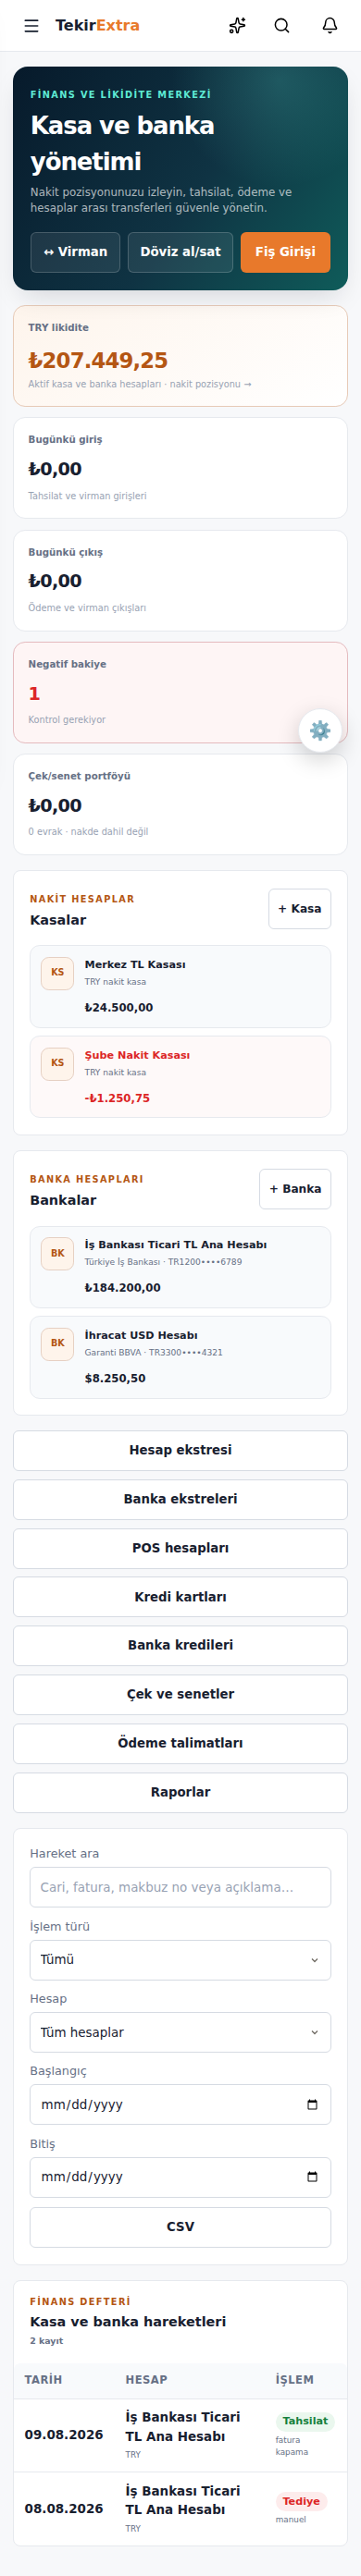 TekirExtra
FİNANS VE LİKİDİTE MERKEZİ
Kasa ve banka
yönetimi
Nakit pozisyonunuzu izleyin, tahsilat, ödeme ve
hesaplar arası transferleri güvenle yönetin.
↔ Virman
Döviz al/sat
Fiş Girişi
TRY likidite
₺207.449,25
Aktif kasa ve banka hesapları · nakit pozisyonu →
Bugünkü giriş
₺0,00
Tahsilat ve virman girişleri
Bugünkü çıkış
₺0,00
Ödeme ve virman çıkışları
Negatif bakiye
1
Kontrol gerekiyor
Çek/senet portföyü
₺0,00
0 evrak · nakde dahil değil
NAKİT HESAPLAR
Kasalar
+ Kasa
KS
Merkez TL Kasası
TRY nakit kasa
₺24.500,00
KS
Şube Nakit Kasası
TRY nakit kasa
-₺1.250,75
BANKA HESAPLARI
Bankalar
+ Banka
BK
İş Bankası Ticari TL Ana Hesabı
Türkiye İş Bankası · TR1200••••6789
₺184.200,00
BK
İhracat USD Hesabı
Garanti BBVA · TR3300••••4321
$8.250,50
Hesap ekstresi
Banka ekstreleri
POS hesapları
Kredi kartları
Banka kredileri
Çek ve senetler
Ödeme talimatları
Raporlar
Hareket ara
Cari, fatura, makbuz no veya açıklama...
İşlem türü
Tümü
Hesap
Tüm hesaplar
Başlangıç
mm/dd/yyyy
Bitiş
mm/dd/yyyy
CSV
FİNANS DEFTERİ
Kasa ve banka hareketleri
2 kayıt
TARİH HESAP İŞLEM
09.08.2026
İş Bankası Ticari
TL Ana Hesabı
TRY
Tahsilat
fatura
kapama
08.08.2026
İş Bankası Ticari
TL Ana Hesabı
TRY
Tediye
manuel